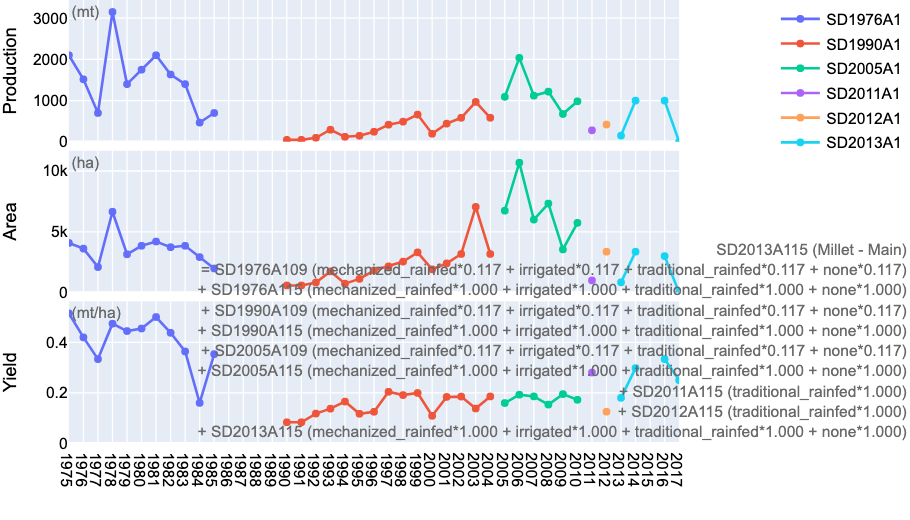 (mt)
3000
2000
1000
0
Production
SD1976A1
SD1990A1
SD2005A1
SD2011A1
SD2012A1
SD2013A1
(ha)
10k
5k
0
Area
SD2013A115 (Millet - Main)
= SD1976A109 (mechanized_rainfed*0.117 + irrigated*0.117 + traditional_rainfed*0.117 + none*0.117)
+ SD1976A115 (mechanized_rainfed*1.000 + irrigated*1.000 + traditional_rainfed*1.000 + none*1.000)
+ SD1990A109 (mechanized_rainfed*0.117 + irrigated*0.117 + traditional_rainfed*0.117 + none*0.117)
+ SD1990A115 (mechanized_rainfed*1.000 + irrigated*1.000 + traditional_rainfed*1.000 + none*1.000)
+ SD2005A109 (mechanized_rainfed*0.117 + irrigated*0.117 + traditional_rainfed*0.117 + none*0.117)
+ SD2005A115 (mechanized_rainfed*1.000 + irrigated*1.000 + traditional_rainfed*1.000 + none*1.000)
+ SD2011A115 (traditional_rainfed*1.000)
+ SD2012A115 (traditional_rainfed*1.000)
+ SD2013A115 (mechanized_rainfed*1.000 + irrigated*1.000 + traditional_rainfed*1.000 + none*1.000)
(mt/ha)
0.4
0.2
0
Yield
1975
1976
1977
1978
1979
1980
1981
1982
1983
1984
1985
1986
1987
1988
1989
1990
1991
1992
1993
1994
1995
1996
1997
1998
1999
2000
2001
2002
2003
2004
2005
2006
2007
2008
2009
2010
2011
2012
2013
2014
2015
2016
2017